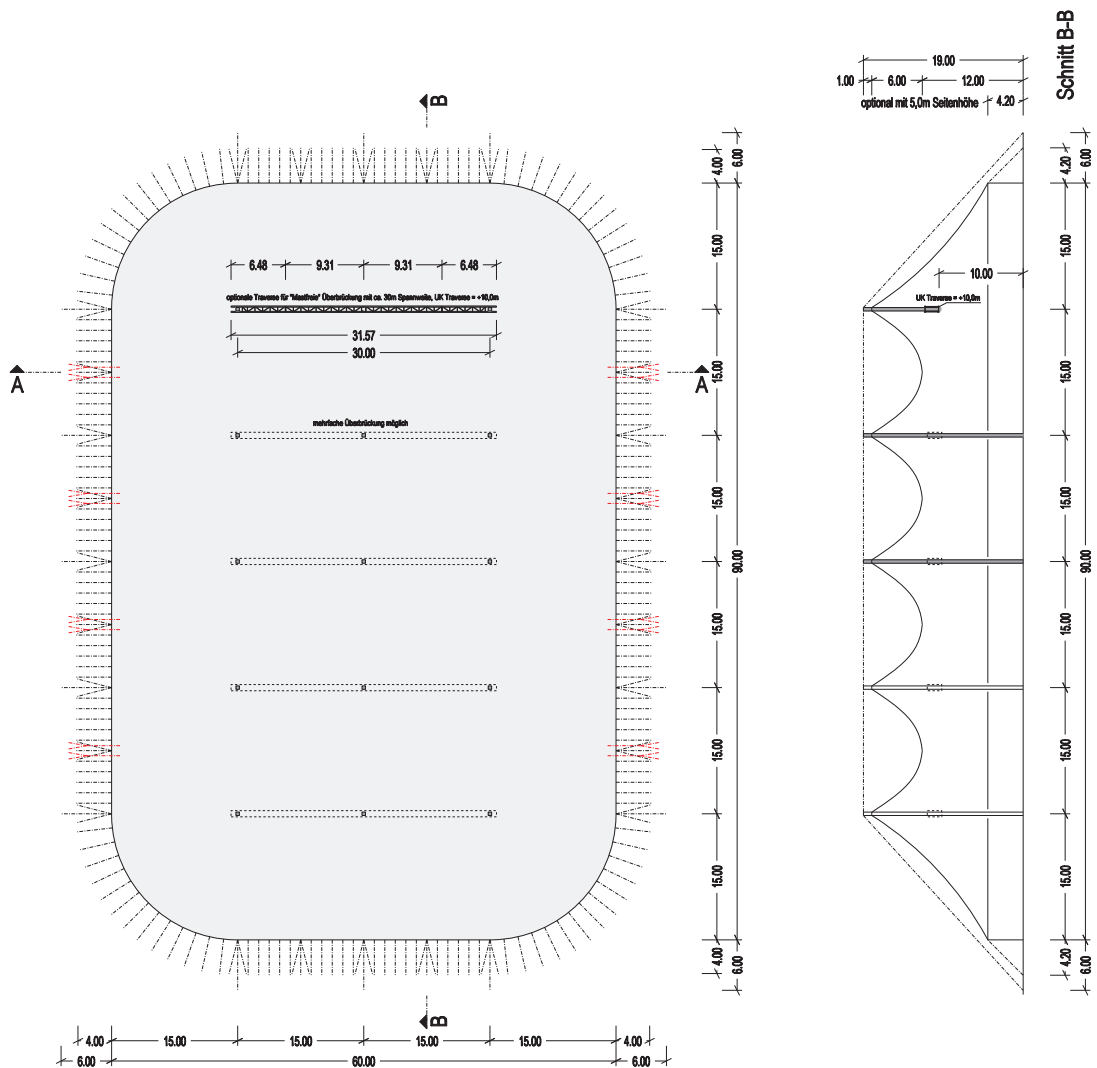 Schnitt B-B
19.00
1.00 6.00 12.00
optional mit 5,0m Seitenhöhe 4.20
B
4.00
6.00
4.20
6.00
15.00
15.00
6.48 9.31 9.31 6.48
optionale Traverse für "Mastfreie" Überbrückung mit ca. 30m Spannweite, UK Traverse = +10,0m
31.57
30.00
10.00
UK Traverse = +10,0m
A
A
15.00
15.00
mehrfache Überbrückung möglich
15.00
15.00
90.00
90.00
15.00
15.00
15.00
15.00
15.00
15.00
4.00
6.00
4.20
6.00
B
4.00 15.00 15.00 15.00 15.00 4.00
6.00 60.00 6.00